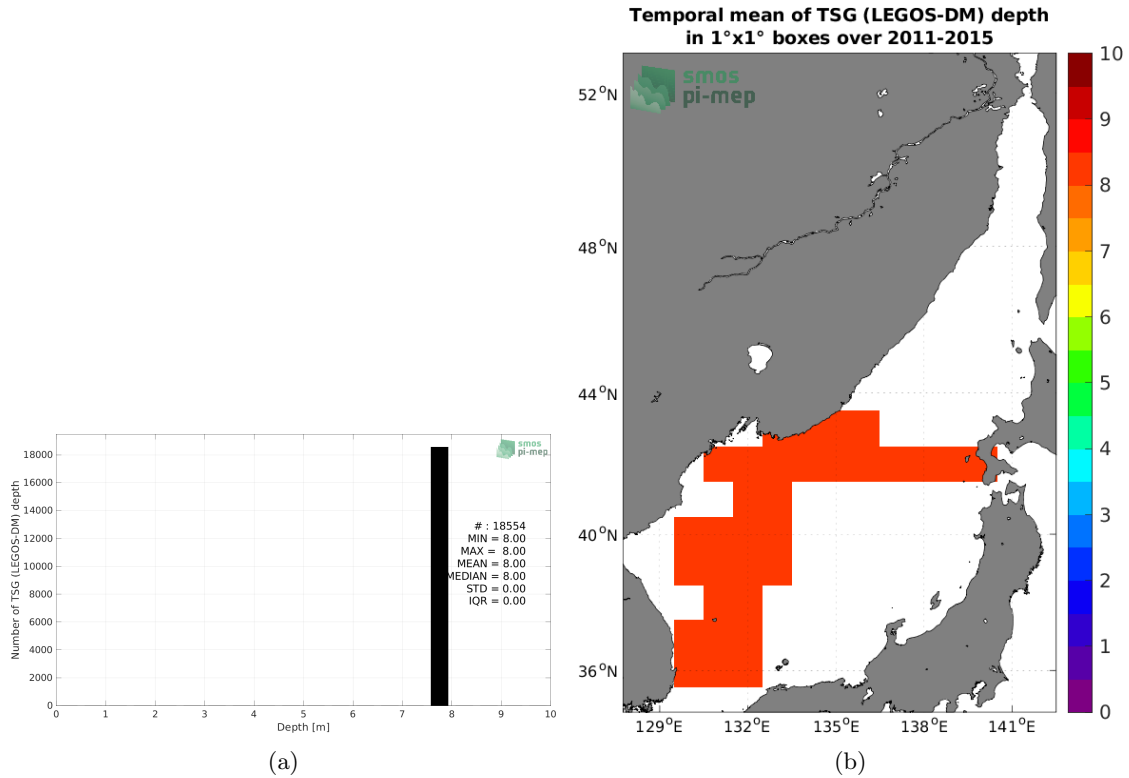 Temporal mean of TSG (LEGOS-DM) depth
in 1°x1° boxes over 2011-2015
smos
pi-mep
52°N
48°N
44°N
40°N
36°N
129°E 132°E 135°E 138°E 141°E
10
9
8
7
6
5
4
3
2
1
0
smos
pi-mep
Number of TSG (LEGOS-DM) depth
18000
16000
14000
12000
10000
8000
6000
4000
2000
0
# : 18554
MIN = 8.00
MAX = 8.00
MEAN = 8.00
MEDIAN = 8.00
STD = 0.00
IQR = 0.00
0 1 2 3 4 5 6 7 8 9 10
Depth [m]
(a)
(b)